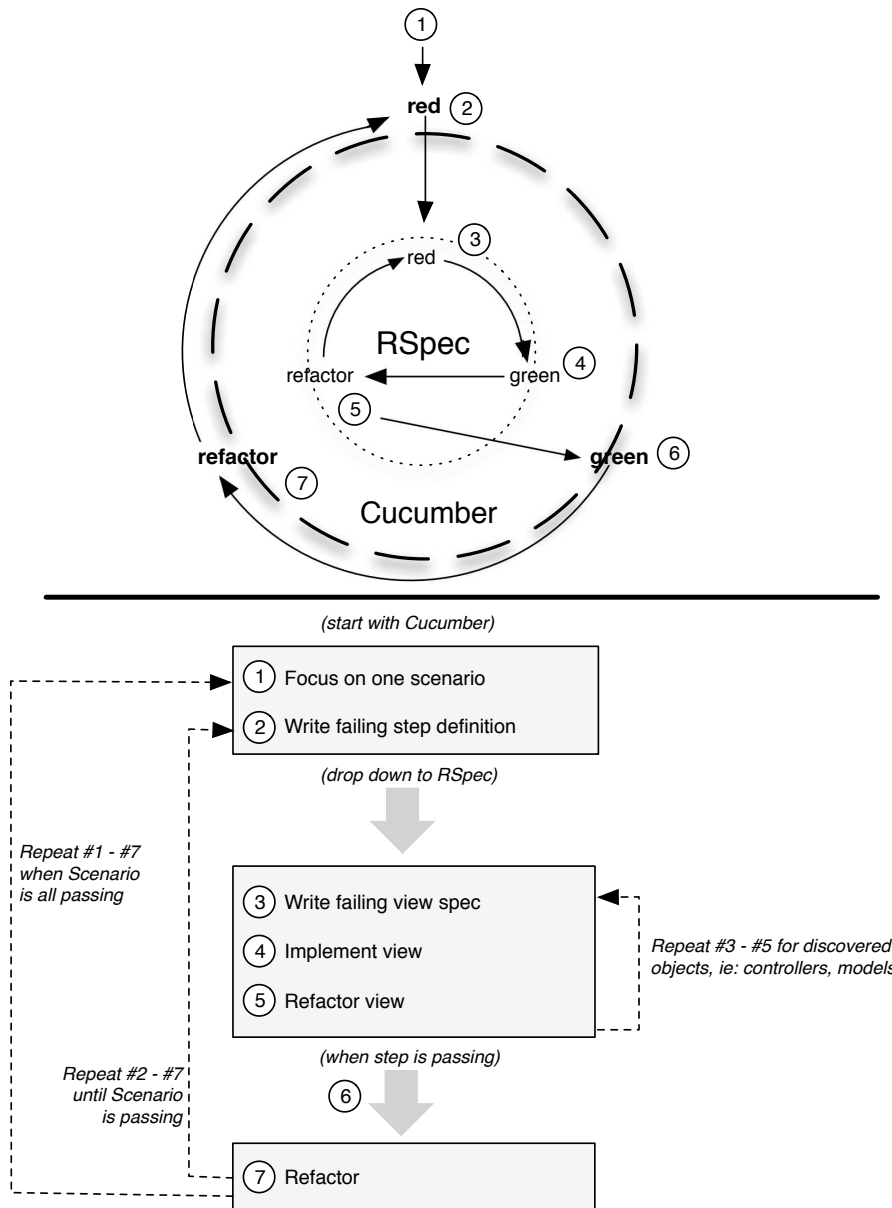 1
red 2
3
red
RSpec
refactor
green 4
5
green 6
refactor
7
Cucumber
(start with Cucumber)
1 Focus on one scenario
2 Write failing step definition
(drop down to RSpec)
Repeat #1 - #7
when Scenario
is all passing
3 Write failing view spec
4 Implement view
5 Refactor view
Repeat #3 - #5 for discovered
objects, ie: controllers, models
(when step is passing)
Repeat #2 - #7
until Scenario
is passing
6
7 Refactor